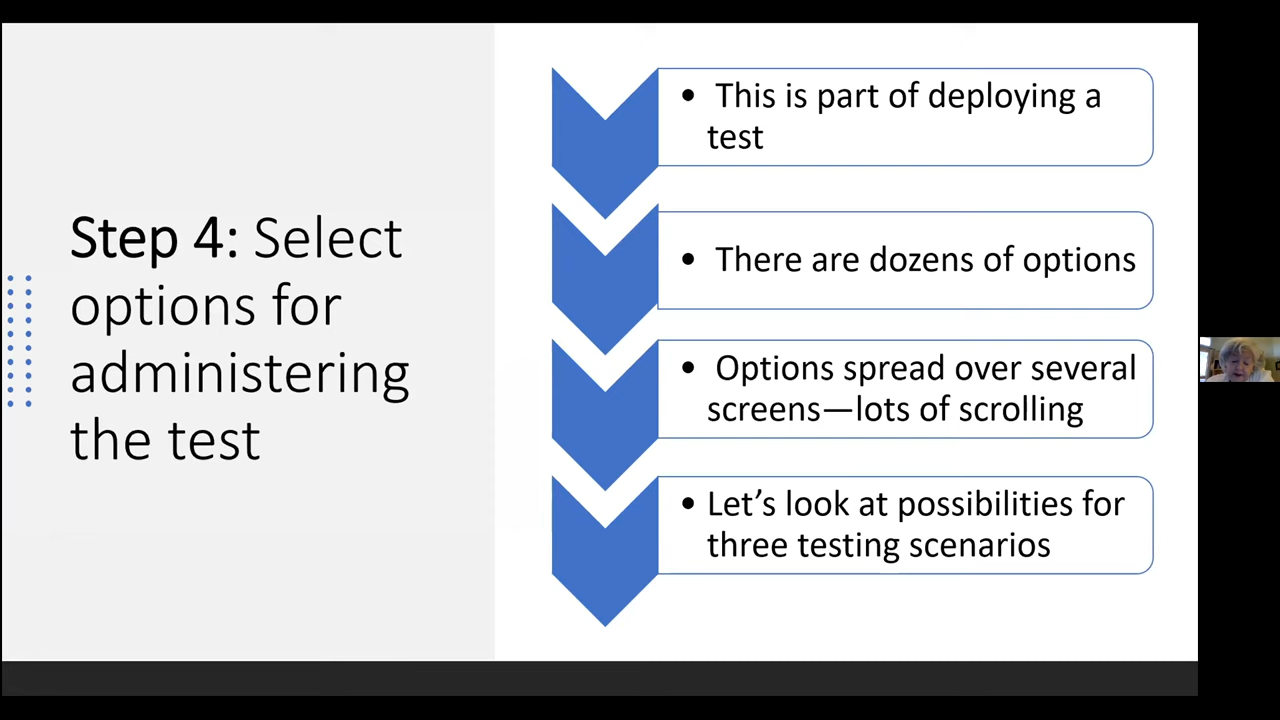 Step 4: Select
options for
administering
the test
• This is part of deploying a
test
• There are dozens of options
• Options spread over several
screens—lots of scrolling
• Let’s look at possibilities for
three testing scenarios